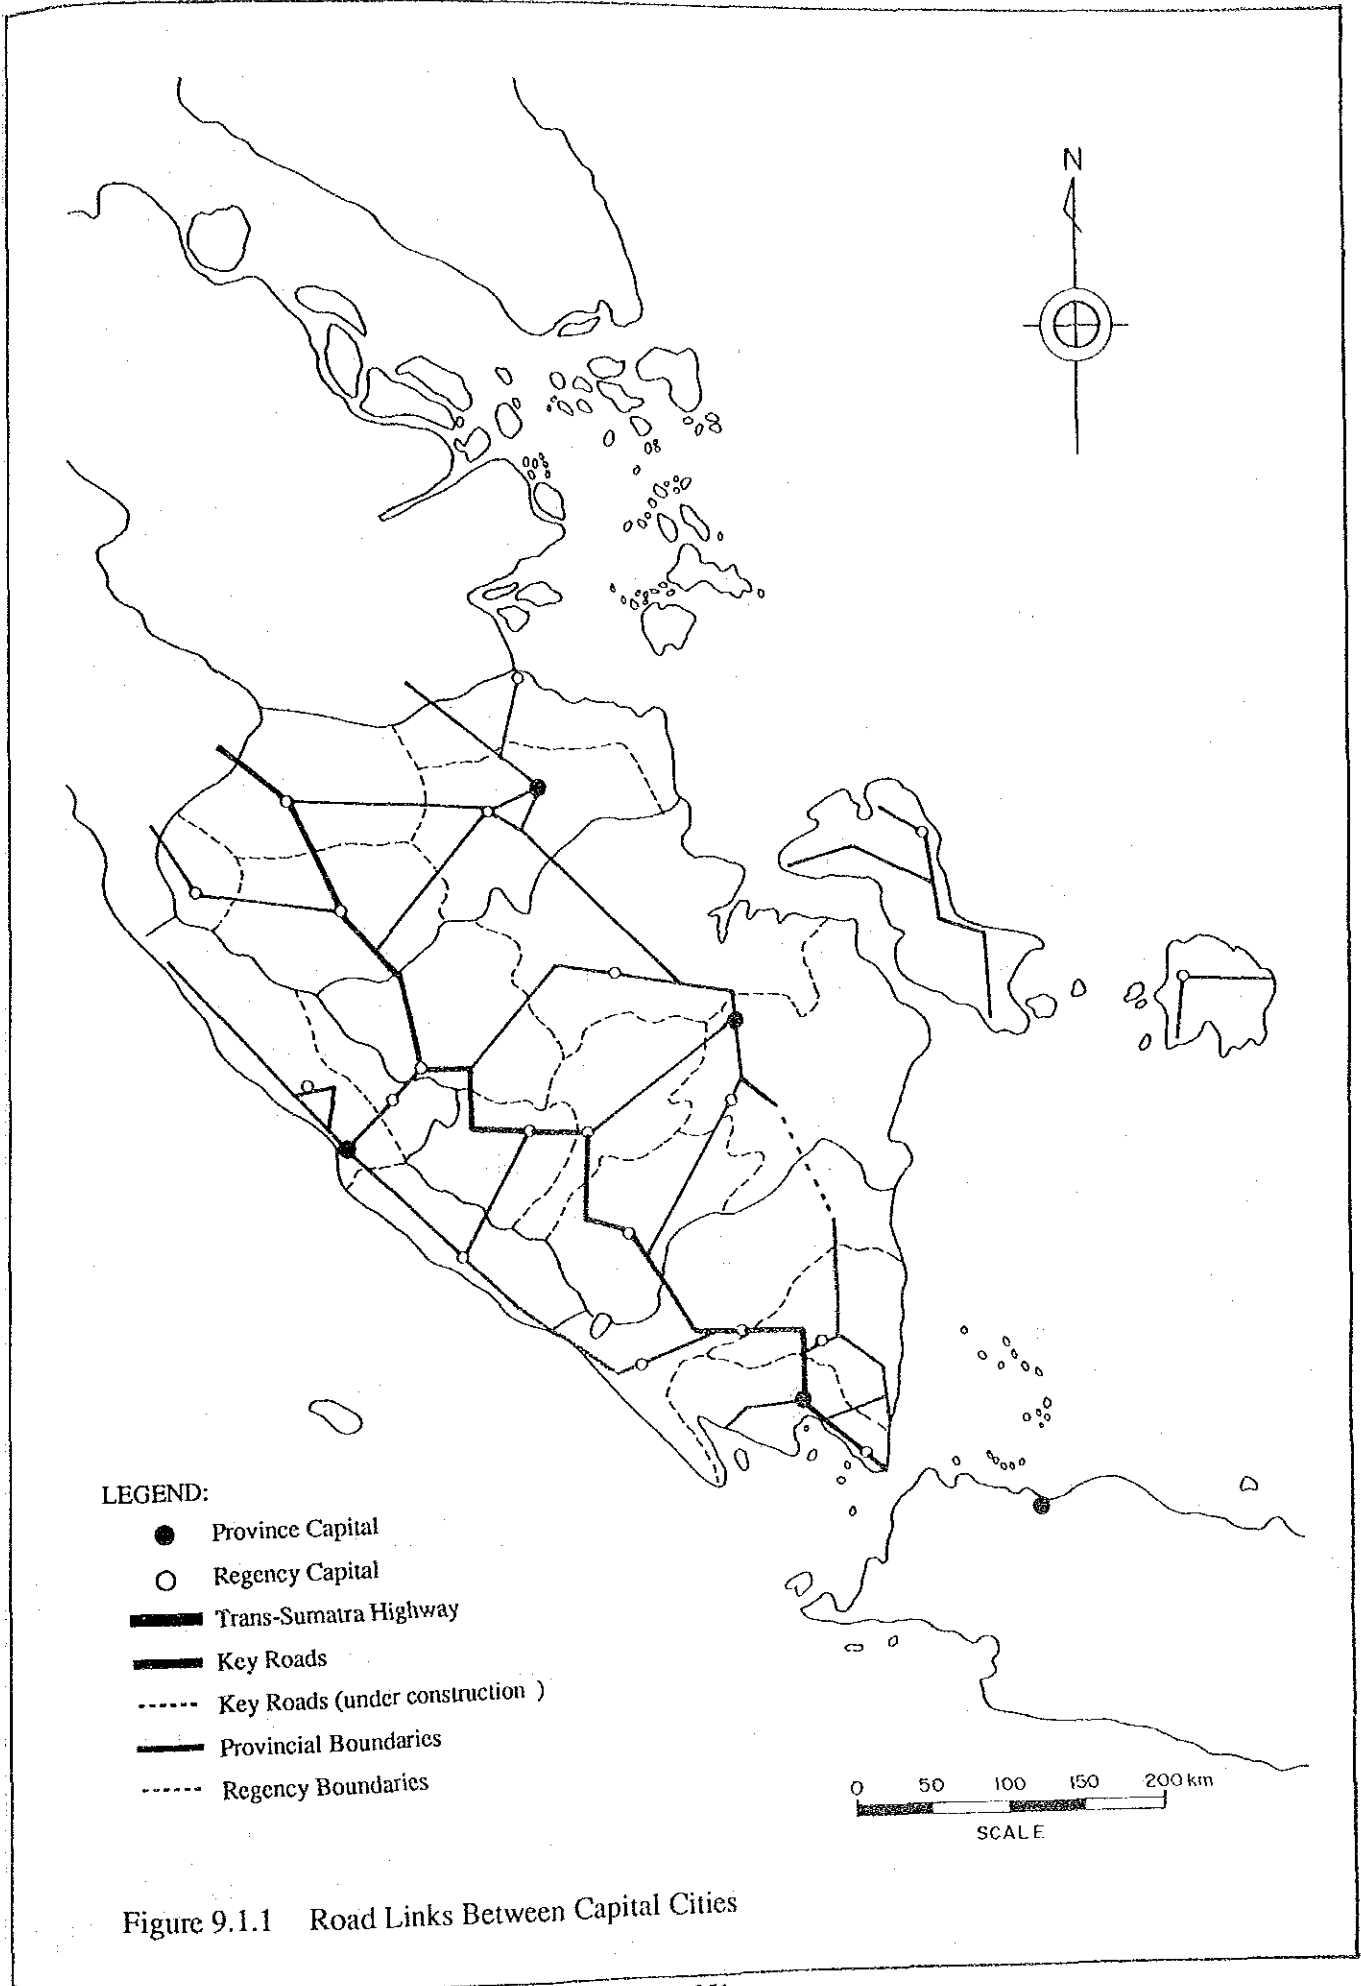 N
LEGEND:
Province Capital
Regency Capital
Trans-Sumatra Highway
Key Roads
Key Roads (under construction )
Provincial Boundaries
Regency Boundaries
0 50 100 150 200 km
SCALE
Figure 9.1.1 Road Links Between Capital Cities